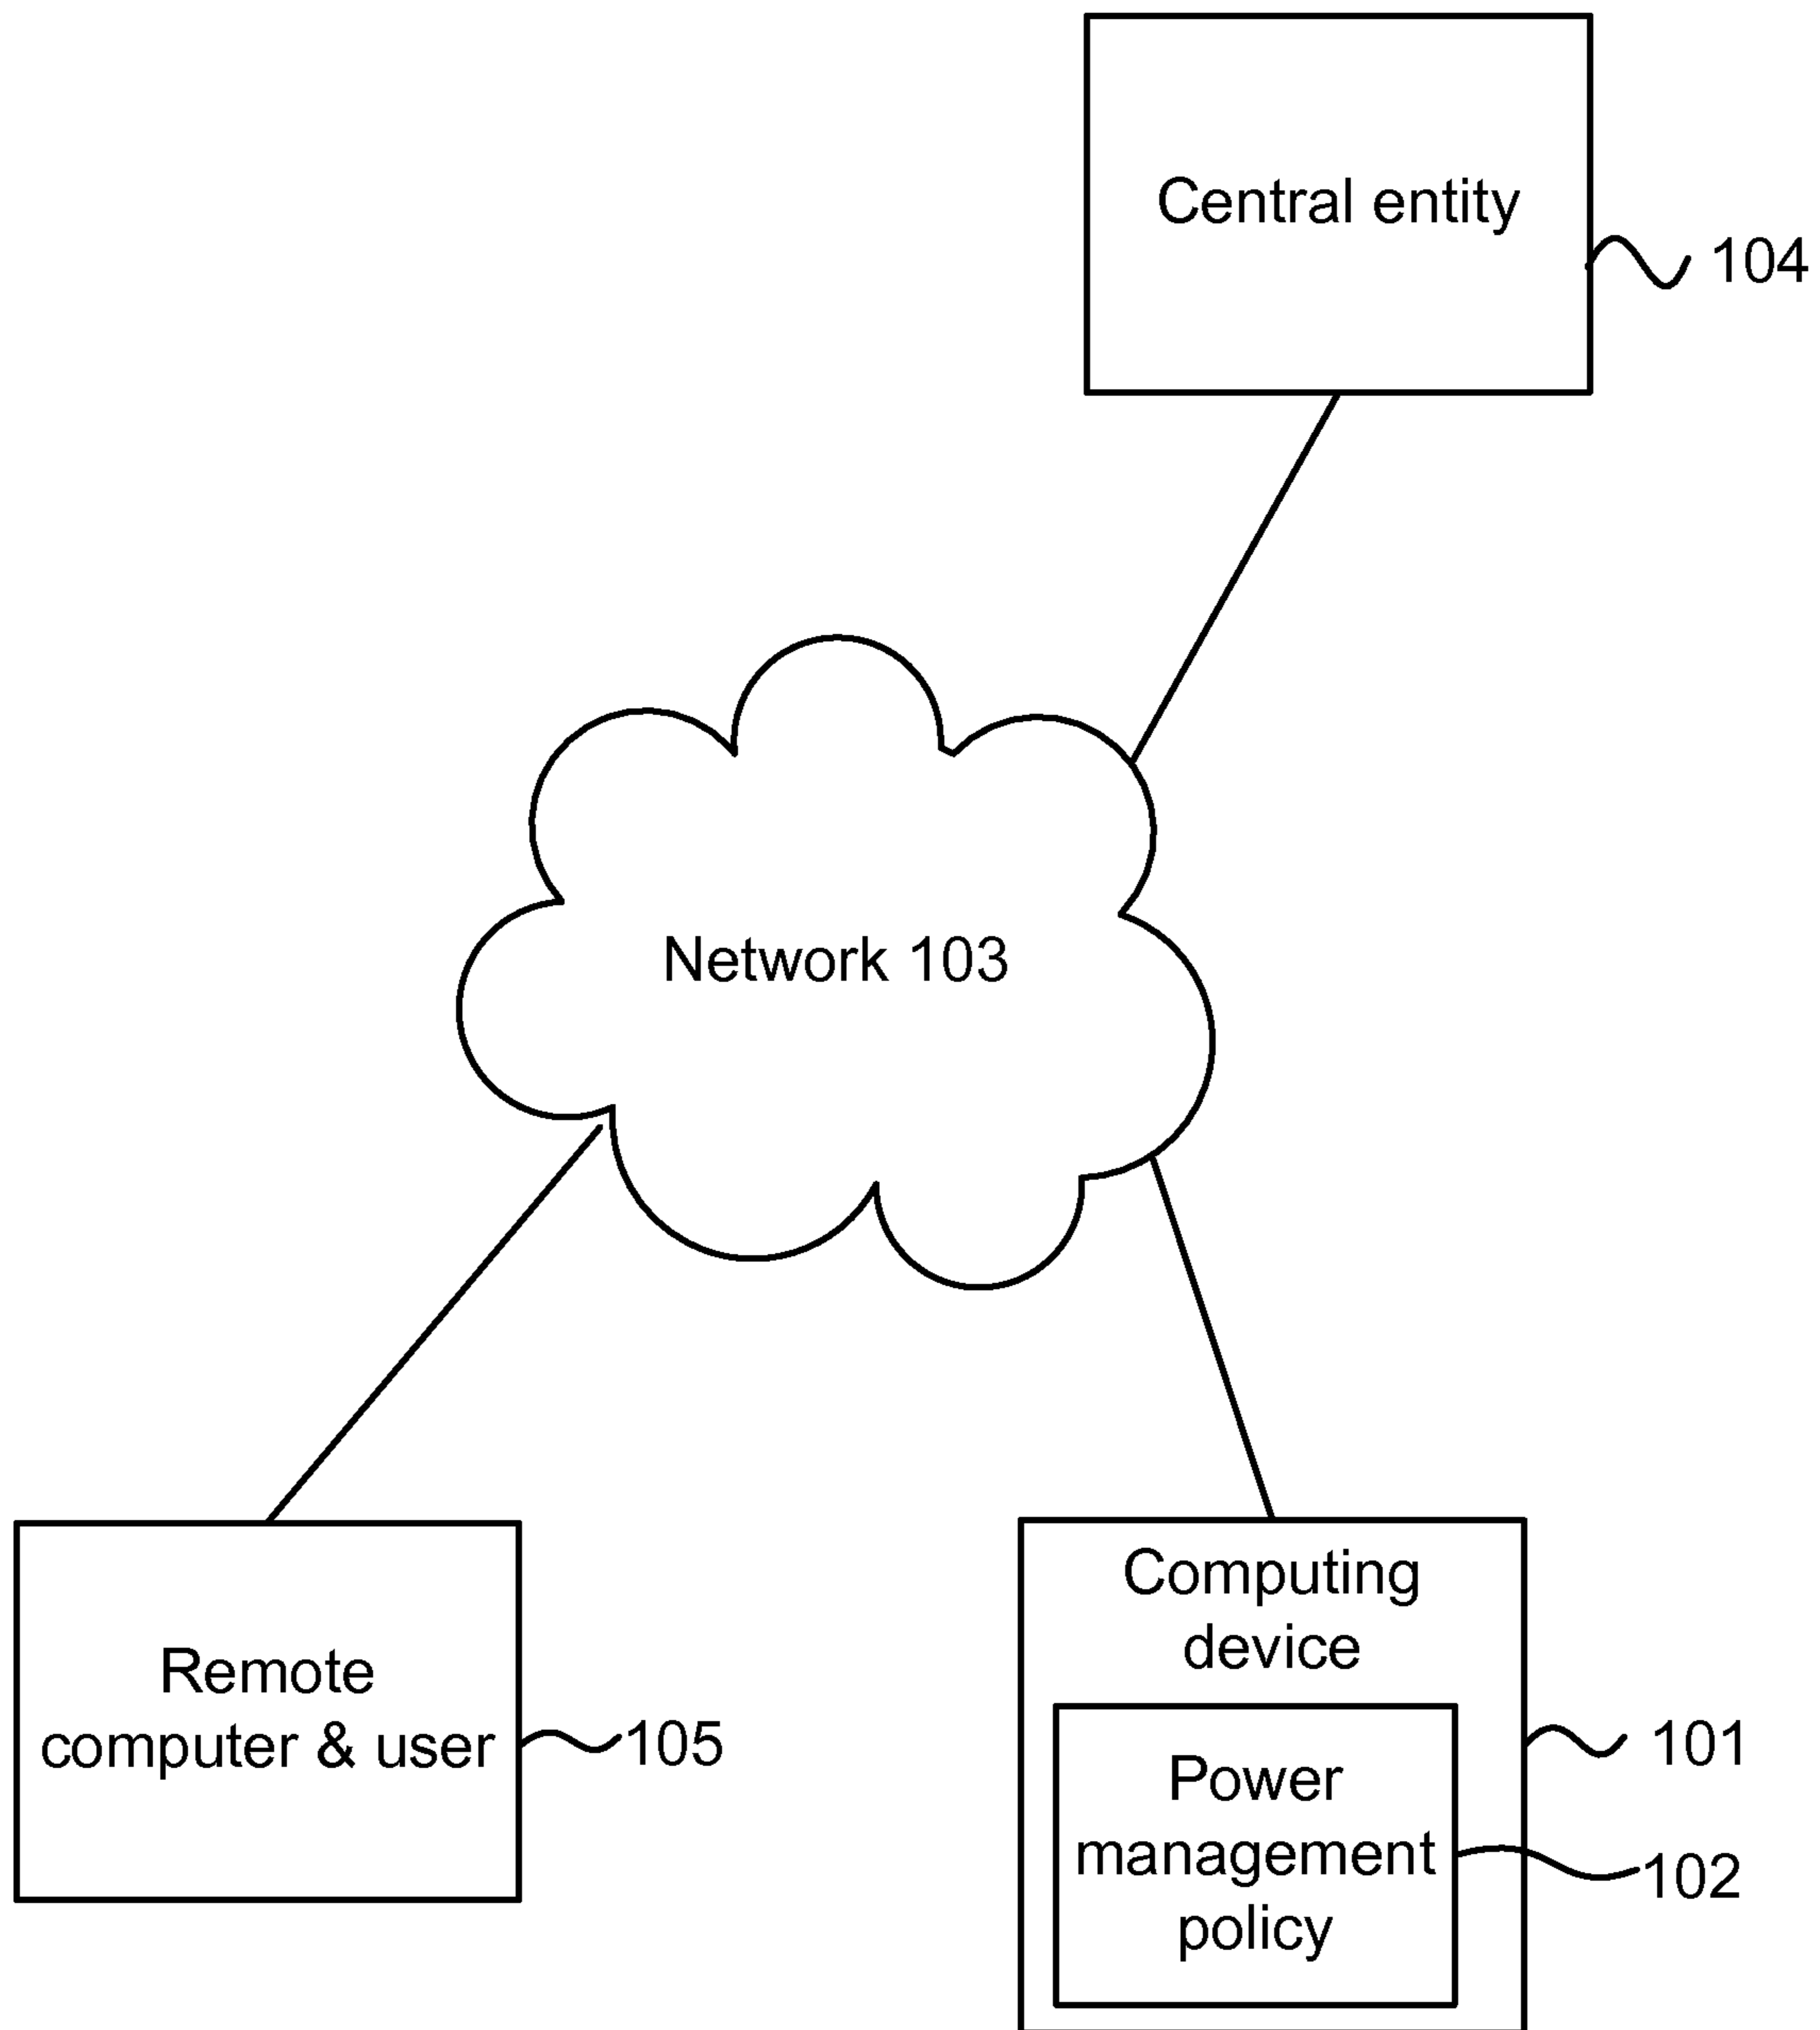 Central entity
104
Network 103
Remote
computer & user
105
Computing
device
101
Power
management
policy
102